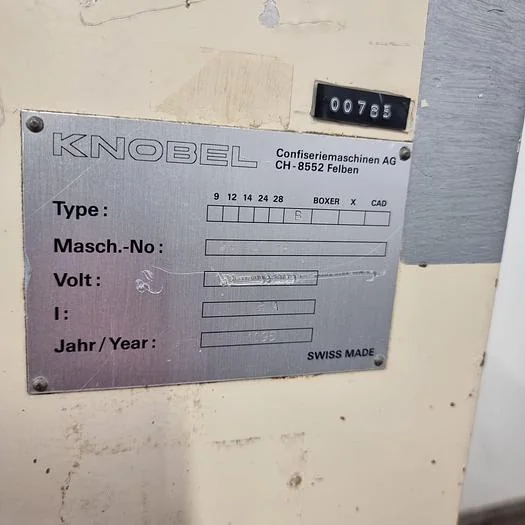 00785
KNOBEL
Confiseriemaschinen AG
CH-8552 Felben
9 12 14 24 28 BOXER X CAD
Type:
Masch.-No:
Volt:
I:
Jahr/Year:
SWISS MADE